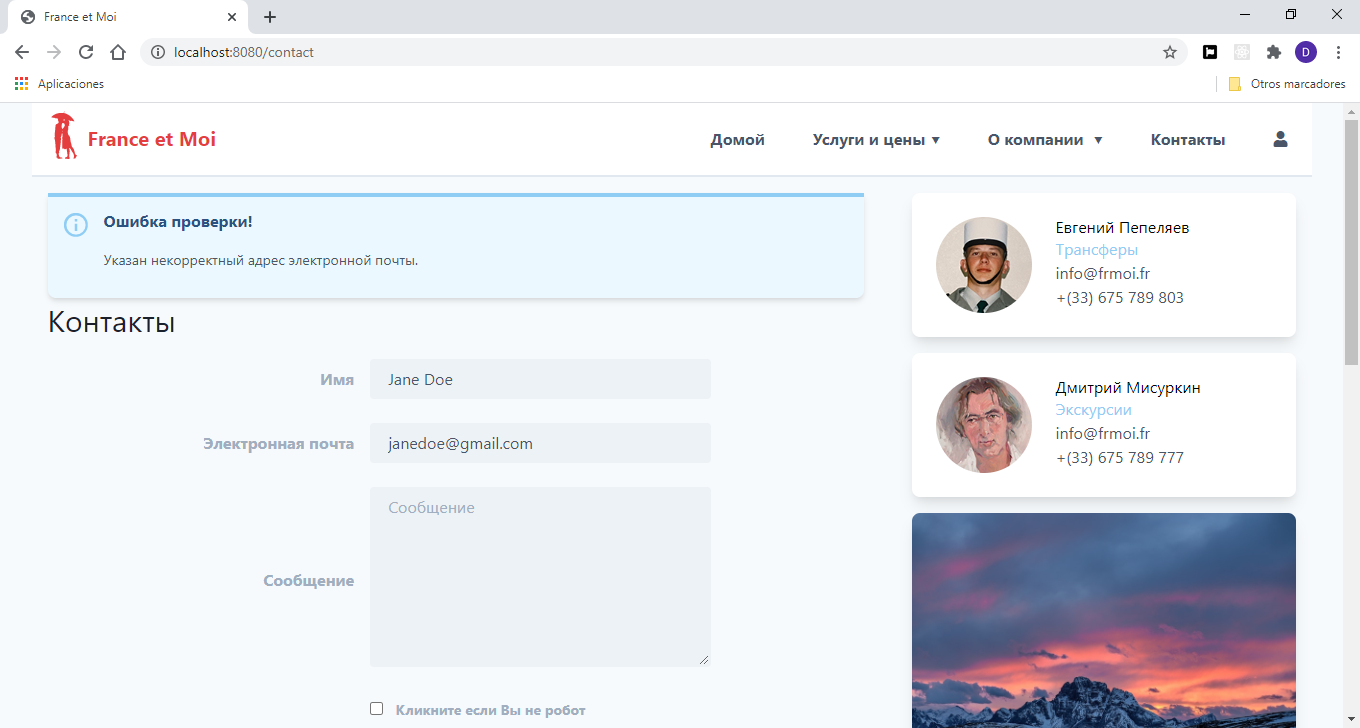 France et Moi
localhost:8080/contact
D
Aplicaciones
Otros marcadores
France et Moi
Домой
Услуги и цены ▼
О компании ▼
Контакты
Ошибка проверки!
Указан некорректный адрес электронной почты.
Контакты
Имя
Jane Doe
Электронная почта
janedoe@gmail.com
Сообщение
Сообщение
Кликните если Вы не робот
Евгений Пепеляев
Трансферы
info@frmoi.fr
+(33) 675 789 803
Дмитрий Мисуркин
Экскурсии
info@frmoi.fr
+(33) 675 789 777